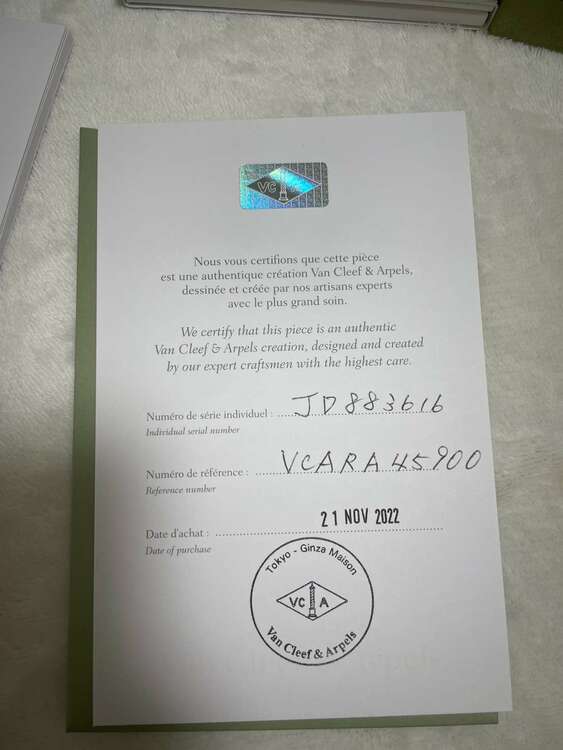 VC A
Nous vous certifions que cette pièce
est une authentique création Van Cleef & Arpels,
dessinée et créée par nos artisans experts
avec le plus grand soin.
We certify that this piece is an authentic
Van Cleef & Arpels creation, designed and created
by our expert craftsmen with the highest care.
Numéro de série individuel : JD883616
Individual serial number
Numéro de référence : VCARA45900
Reference number
Date d'achat : 21 NOV 2022
Date of purchase
Tokyo - Ginza Maison
VC A
Van Cleef & Arpels